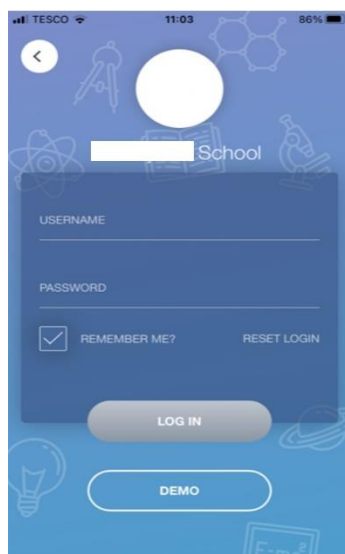 TESCO 11:03 86%
School
USERNAME
PASSWORD
REMEMBER ME? RESET LOGIN
LOG IN
DEMO